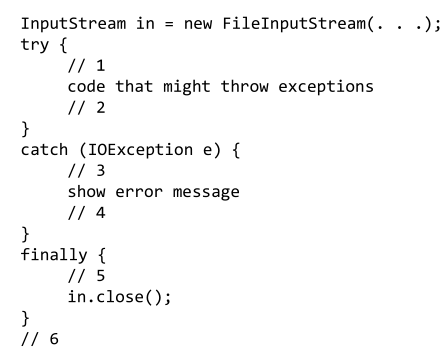 InputStream in = new FileInputStream(. . .);
try {
// 1
code that might throw exceptions
// 2
}
catch (IOException e) {
// 3
show error message
// 4
}
finally {
// 5
in.close();
}
// 6